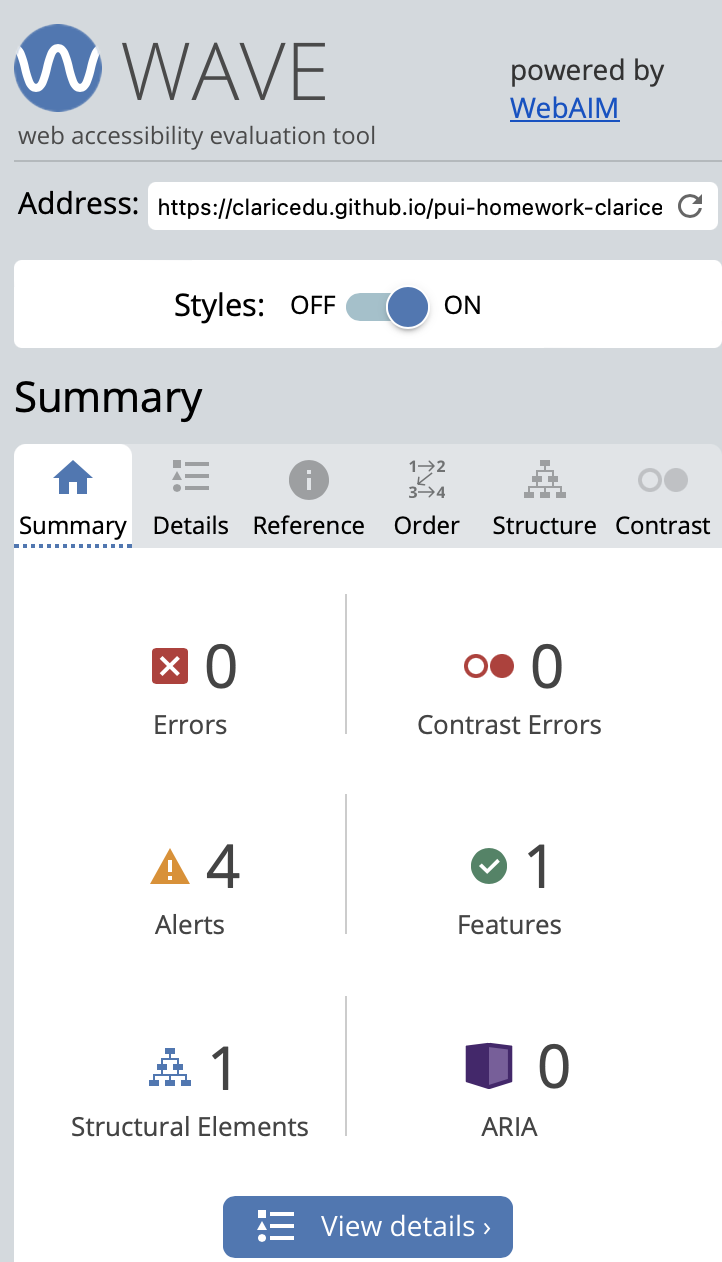 WAVE
powered by
WebAIM
web accessibility evaluation tool
Address: https://claricedu.github.io/pui-homework-clarice
Styles: OFF ON
Summary
1→2
3→4
Summary Details Reference Order Structure Contrast
0 0
Errors Contrast Errors
4 1
Alerts Features
1 0
Structural Elements ARIA
View details ›